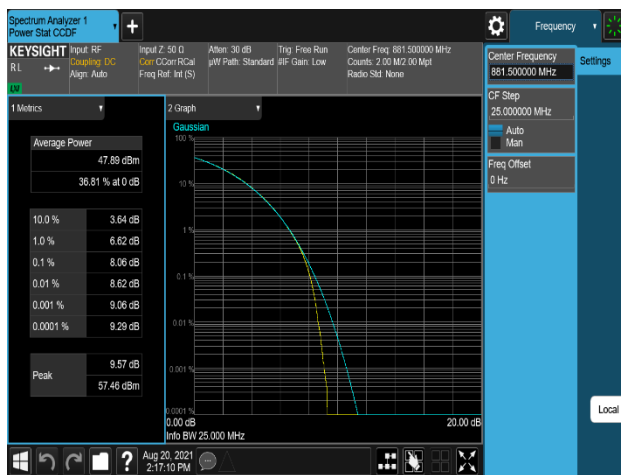 Spectrum Analyzer 1
Power Stat CCDF
Frequency
KEYSIGHT
Input: RF
Coupling: DC
Align: Auto
Input Z: 50 Ω
Corr CCorr RCal
Freq Ref: Int (S)
Atten: 30 dB
µW Path: Standard
Trig: Free Run
#IF Gain: Low
Center Freq: 881.500000 MHz
Counts: 2.00 M/2.00 Mpt
Radio Std: None
R L
Center Frequency
881.500000 MHz
Settings
CF Step
25.000000 MHz
Auto
Man
Freq Offset
0 Hz
1 Metrics
Average Power
47.89 dBm
36.81 % at 0 dB
10.0 % 3.64 dB
1.0 % 6.62 dB
0.1 % 8.06 dB
0.01 % 8.62 dB
0.001 % 9.06 dB
0.0001 % 9.29 dB
Peak
9.57 dB
57.46 dBm
2 Graph
Gaussian
100 %
10 %
1 %
0.1 %
0.01 %
0.001 %
0.0001 %
0.00 dB 20.00 dB
Info BW 25.000 MHz
Local
Aug 20, 2021
2:17:10 PM